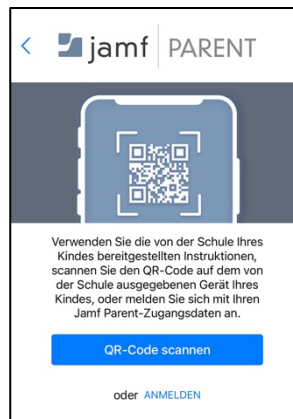 jamf PARENT
Verwenden Sie die von der Schule Ihres
Kindes bereitgestellten Instruktionen,
scannen Sie den QR-Code auf dem von
der Schule ausgegebenen Gerät Ihres
Kindes, oder melden Sie sich mit Ihren
Jamf Parent-Zugangsdaten an.
QR-Code scannen
oder ANMELDEN